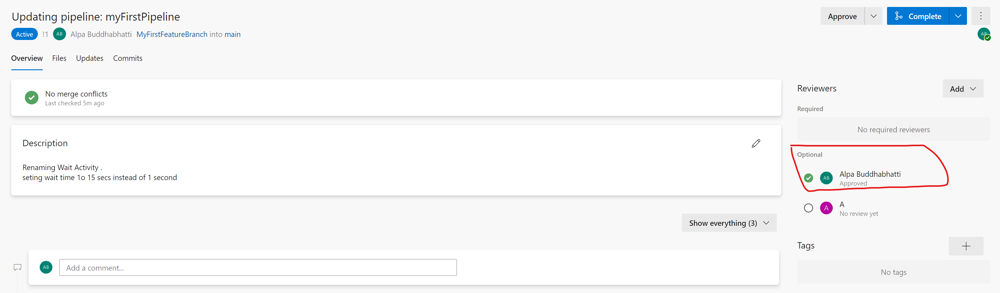 Updating pipeline: myFirstPipeline
Approve
Complete
Active !1 AB Alpa Buddhabhatti MyFirstFeatureBranch into main
AB
Overview Files Updates Commits
No merge conflicts
Last checked 5m ago
Description
Renaming Wait Activity .
seting wait time 1o 15 secs instead of 1 second
Show everything (3)
AB Add a comment...
Reviewers
Add
Required
No required reviewers
Optional
AB Alpa Buddhabhatti
Approved
A A
No review yet
Tags
No tags